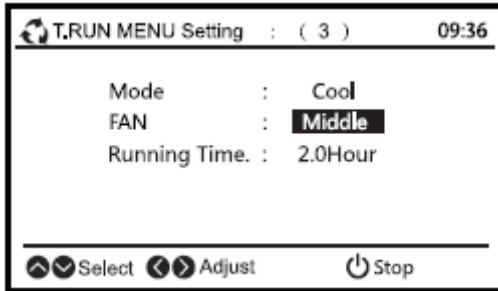 T.RUN MENU Setting : ( 3 ) 09:36
Mode : Cool
FAN : Middle
Running Time. : 2.0Hour
Select Adjust Stop